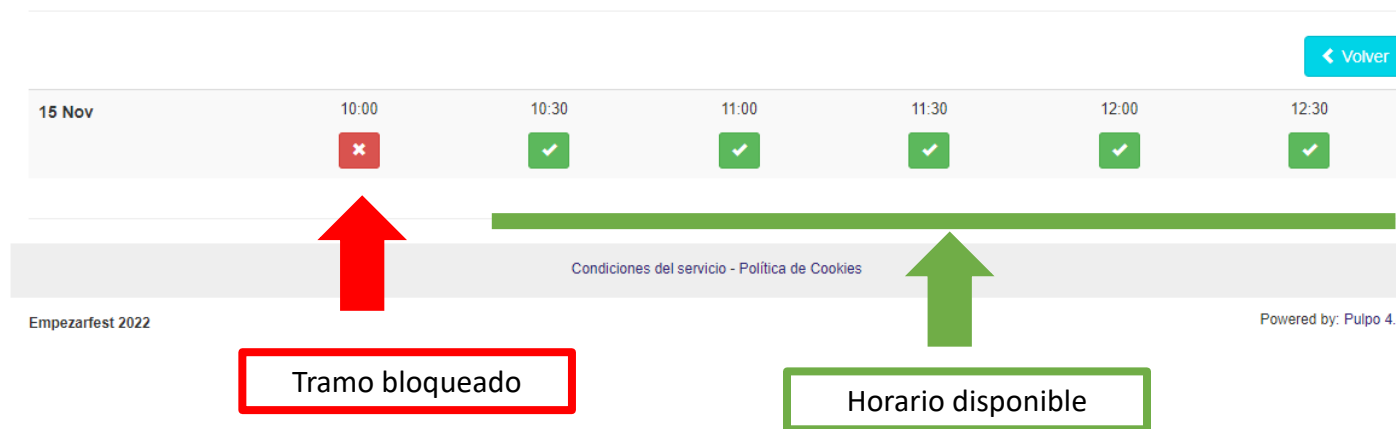 Volver
15 Nov 10:00 10:30 11:00 11:30 12:00 12:30
Condiciones del servicio - Política de Cookies
Empezarfest 2022 Powered by: Pulpo 4.
Tramo bloqueado
Horario disponible